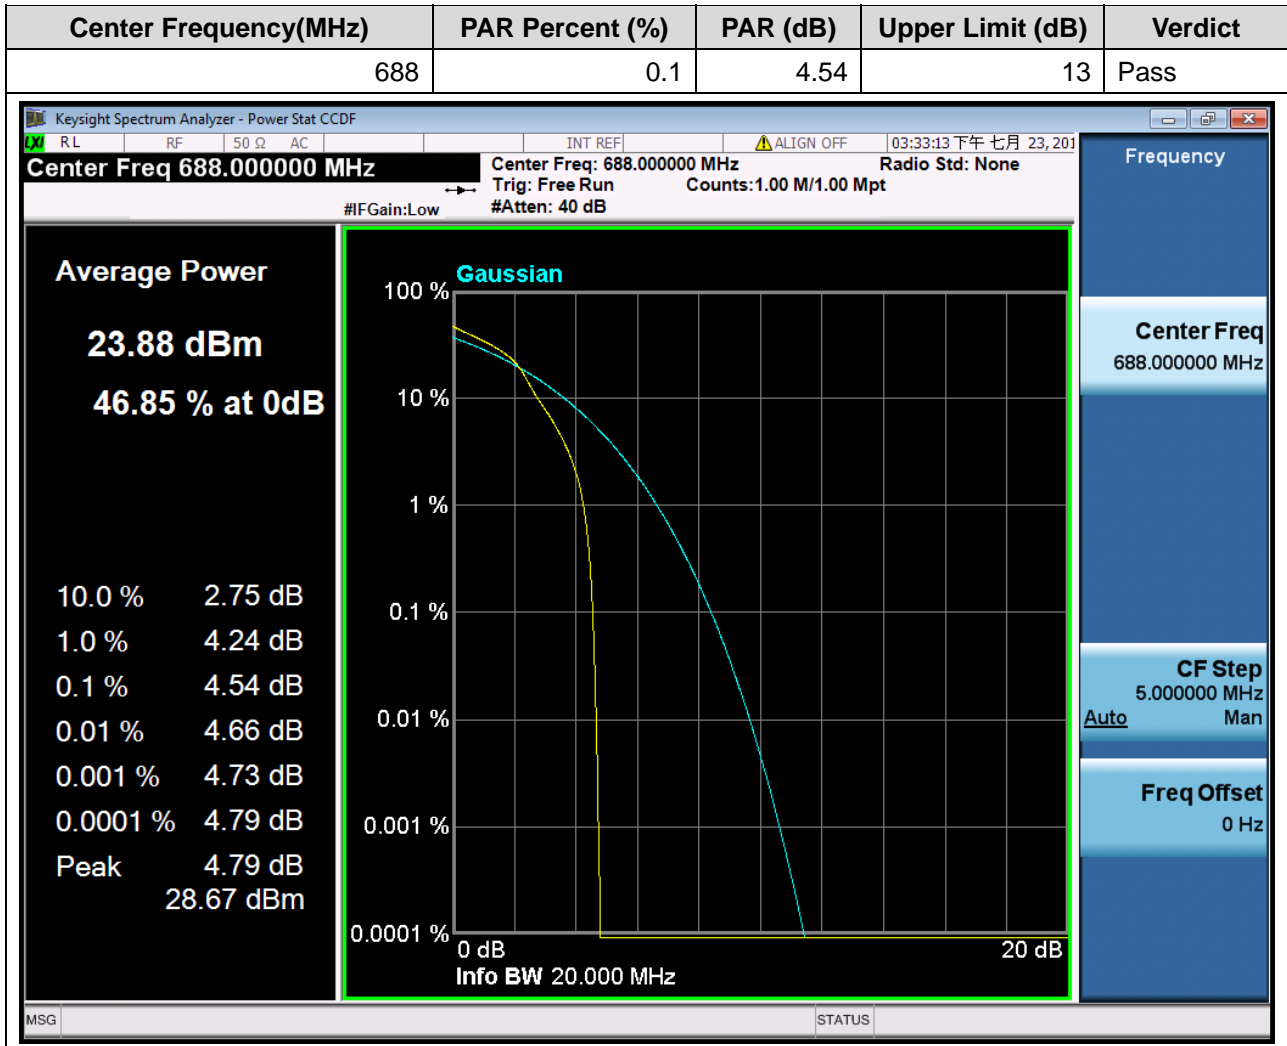 Center Frequency(MHz) PAR Percent (%) PAR (dB) Upper Limit (dB) Verdict
688 0.1 4.54 13 Pass
Keysight Spectrum Analyzer - Power Stat CCDF
LXI RL RF 50 Ω AC INT REF ALIGN OFF 03:33:13 下午 七月 23, 201
Center Freq 688.000000 MHz
Center Freq: 688.000000 MHz Radio Std: None
Trig: Free Run Counts:1.00 M/1.00 Mpt
#IFGain:Low #Atten: 40 dB
Average Power
23.88 dBm
46.85 % at 0dB
10.0 % 2.75 dB
1.0 % 4.24 dB
0.1 % 4.54 dB
0.01 % 4.66 dB
0.001 % 4.73 dB
0.0001 % 4.79 dB
Peak 4.79 dB
28.67 dBm
Gaussian
100 %
10 %
1 %
0.1 %
0.01 %
0.001 %
0.0001 %
0 dB 20 dB
Info BW 20.000 MHz
Frequency
Center Freq
688.000000 MHz
CF Step
5.000000 MHz
Auto Man
Freq Offset
0 Hz
MSG STATUS